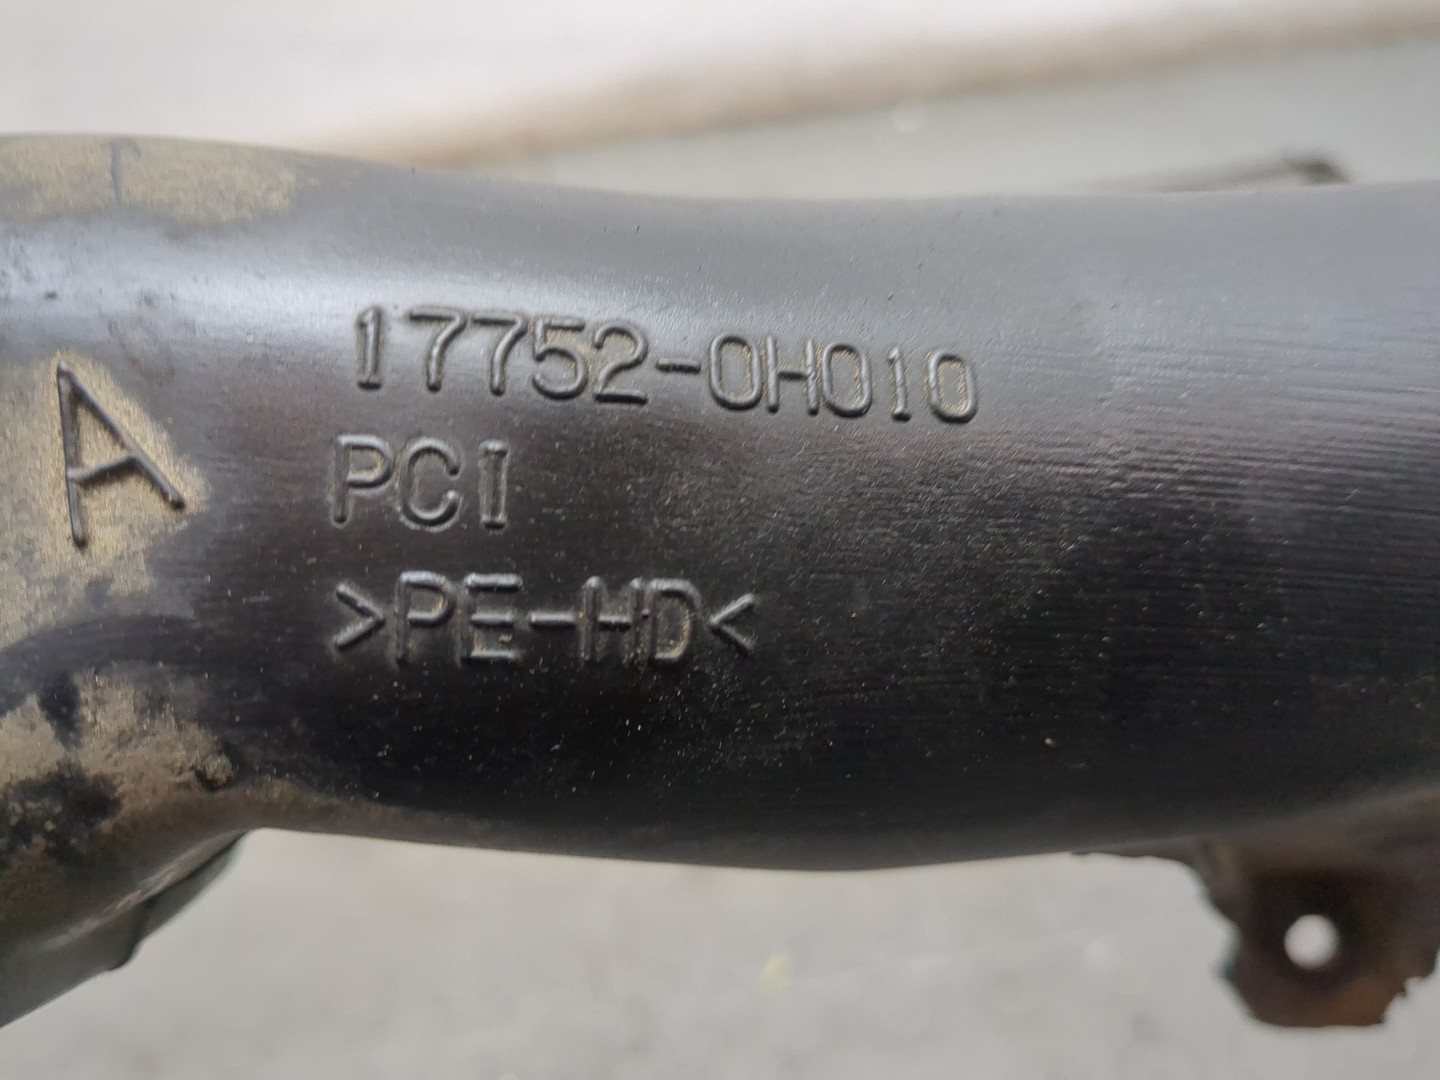 A
17752-0H010
PCI
>PE-HD<